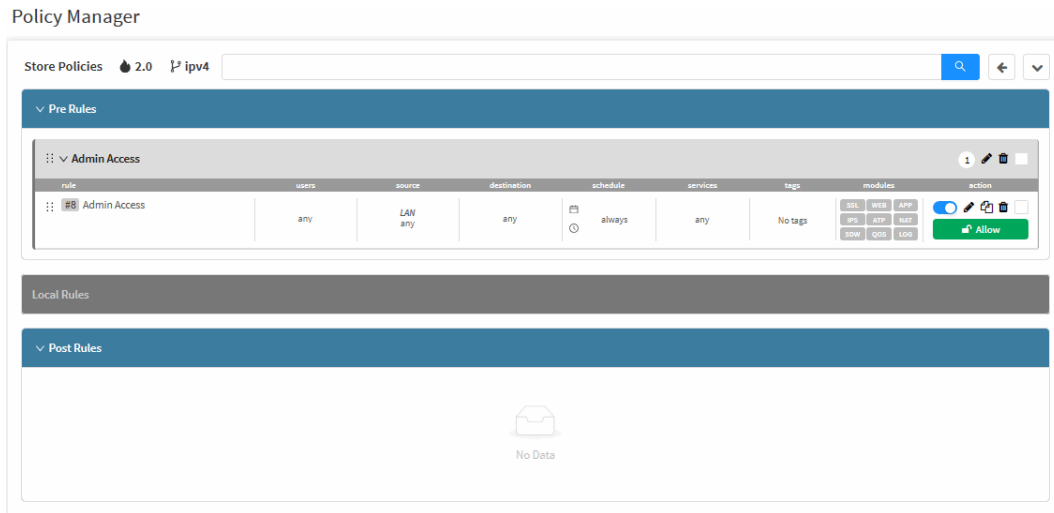 Policy Manager
Store Policies 2.0 ipv4
Pre Rules
Admin Access 1
rule users source destination schedule services tags modules action
#8 Admin Access any LAN any any always any No tags SSL WEB APP IPS ATP NAT SDW QOS LOG Allow
Local Rules
Post Rules
No Data